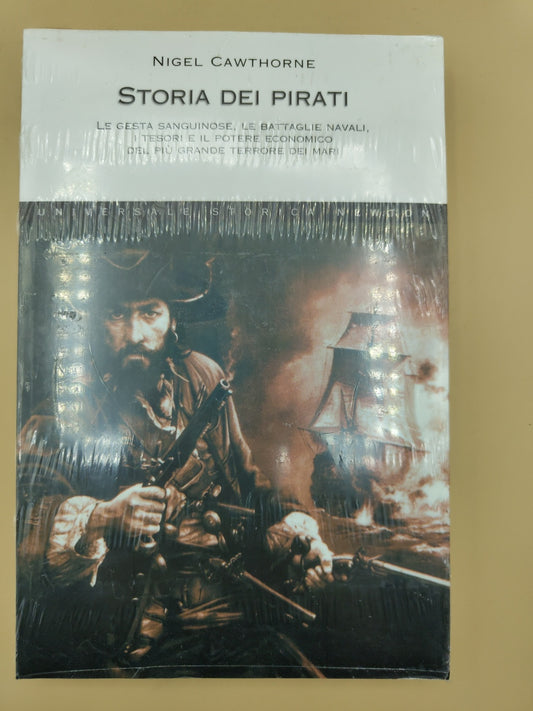 NIGEL CAWTHORNE
STORIA DEI PIRATI
LE GESTA SANGUINOSE, LE BATTAGLIE NAVALI,
I TESORI E IL POTERE ECONOMICO
DEL PIÙ GRANDE TERRORE DEI MARI
UNIVERSALE STORICA NEWTON